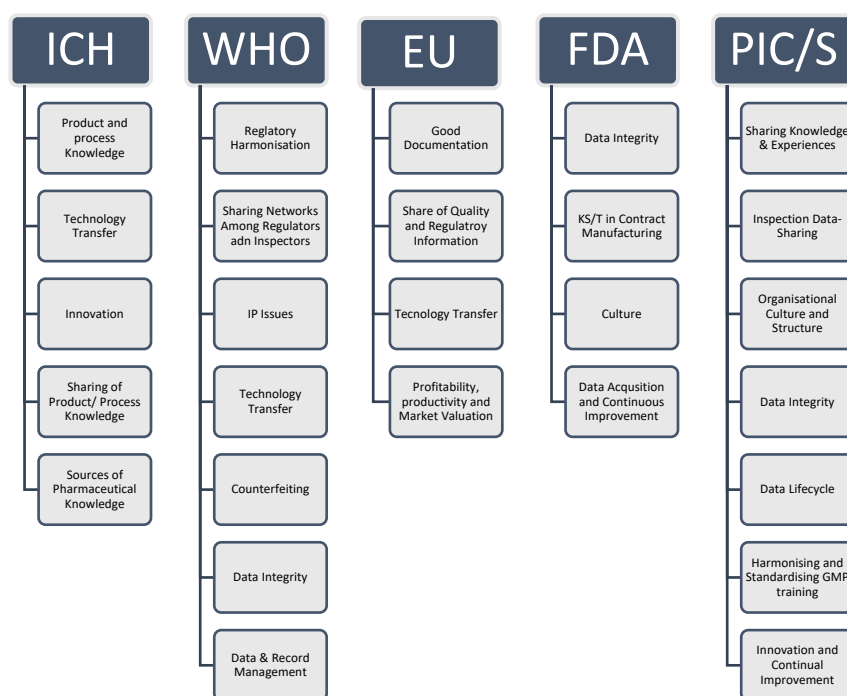 ICH
Product and
process
Knowledge
Technology
Transfer
Innovation
Sharing of
Product/ Process
Knowledge
Sources of
Pharmaceutical
Knowledge
WHO
Reglatory
Harmonisation
Sharing Networks
Among Regulators
adn Inspectors
IP Issues
Technology
Transfer
Counterfeiting
Data Integrity
Data & Record
Management
EU
Good
Documentation
Share of Quality
and Regulatroy
Information
Tecnology Transfer
Profitability,
productivity and
Market Valuation
FDA
Data Integrity
KS/T in Contract
Manufacturing
Culture
Data Acqusition
and Continuous
Improvement
PIC/S
Sharing Knowledge
& Experiences
Inspection Data-
Sharing
Organisational
Culture and
Structure
Data Integrity
Data Lifecycle
Harmonising and
Standardising GMP
training
Innovation and
Continual
Improvement